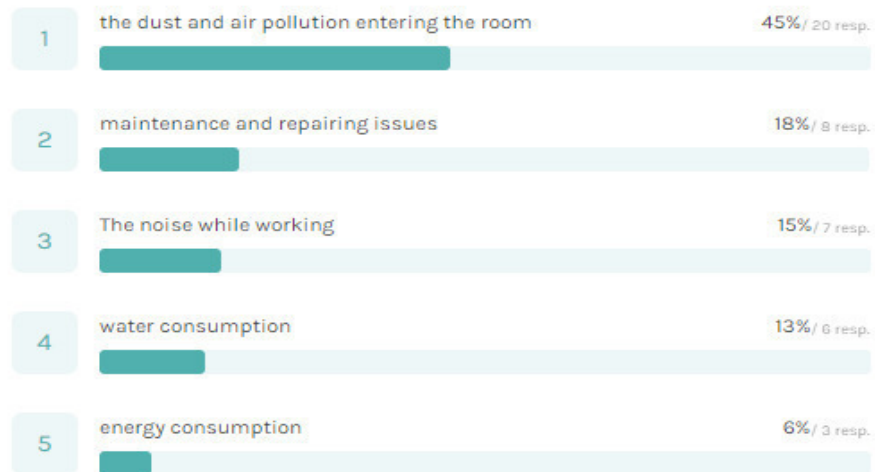 1
the dust and air pollution entering the room 45%/ 20 resp.
2
maintenance and repairing issues 18%/ 8 resp.
3
The noise while working 15%/ 7 resp.
4
water consumption 13%/ 6 resp.
5
energy consumption 6%/ 3 resp.